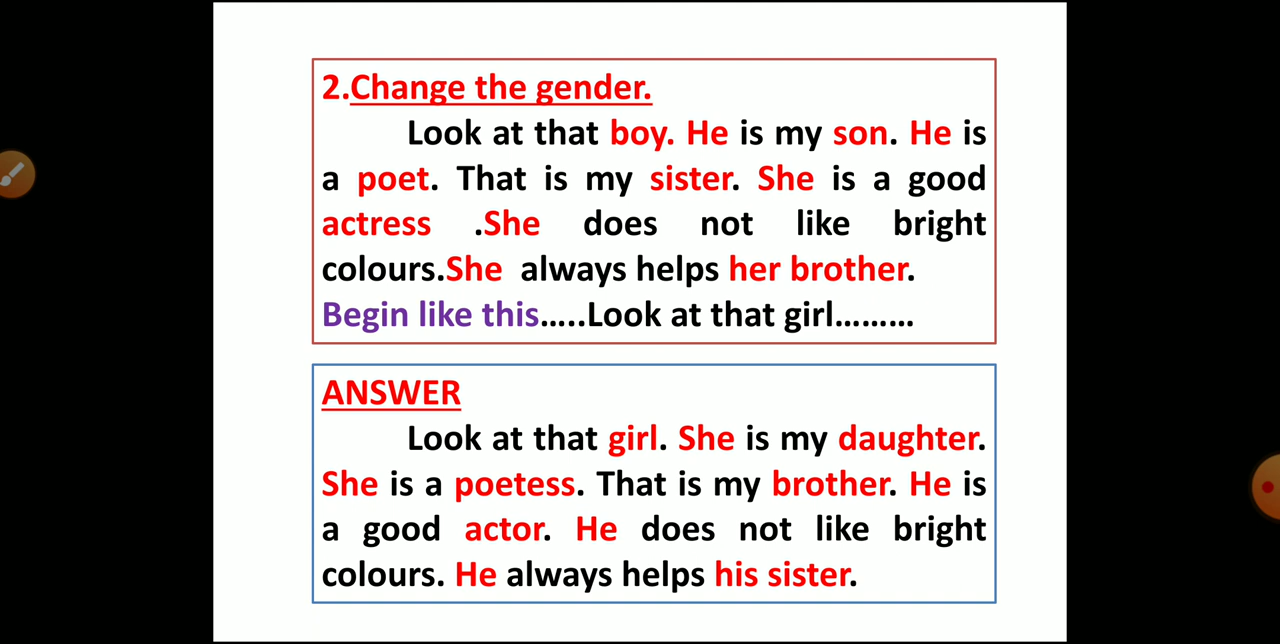 2.Change the gender.
Look at that boy. He is my son. He is
a poet. That is my sister. She is a good
actress .She does not like bright
colours.She always helps her brother.
Begin like this…..Look at that girl………
ANSWER
Look at that girl. She is my daughter.
She is a poetess. That is my brother. He is
a good actor. He does not like bright
colours. He always helps his sister.